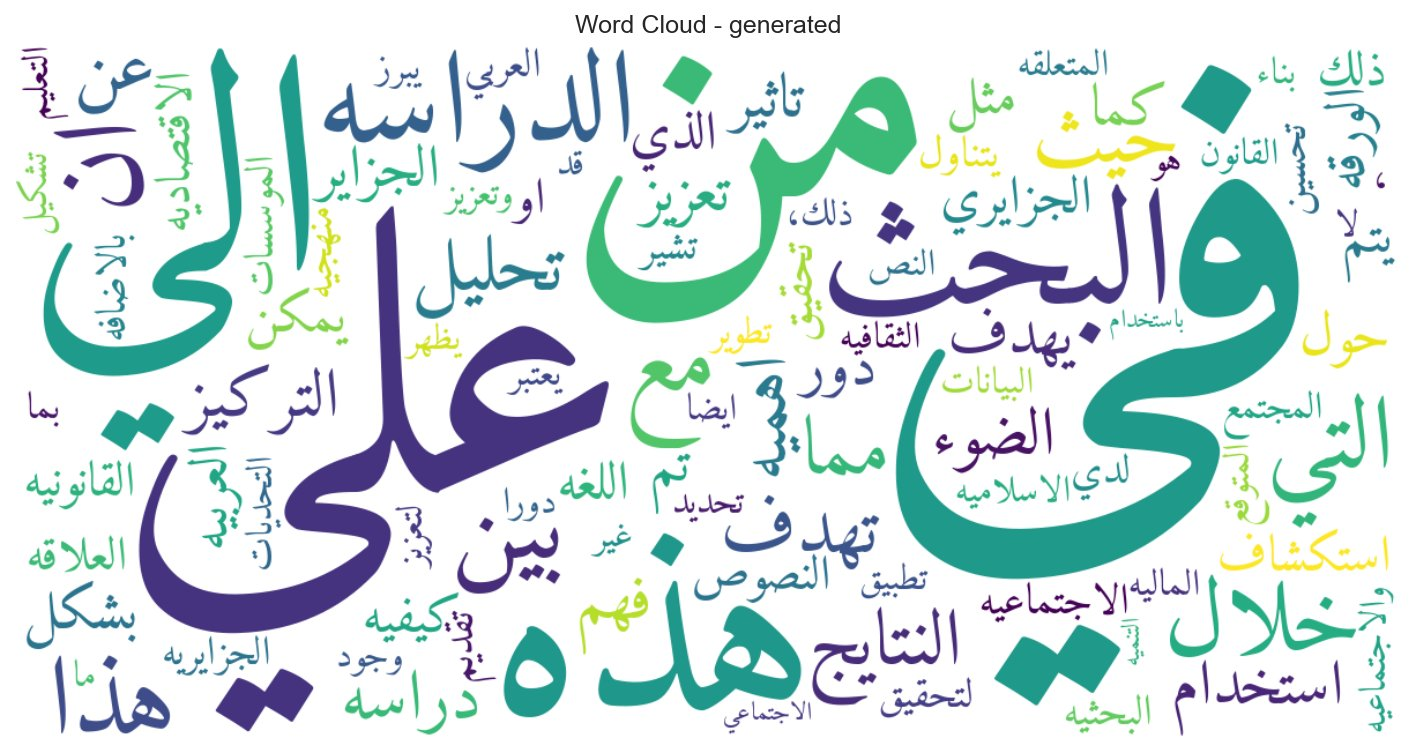 Word Cloud - generated
في
من
علي
الي
هذه
البحث
الدراسه
ان
عن
هذا
خلال
التي
بين
مع
النتايج
تحليل
تهدف
يهدف
حيث
كما
مثل
تاثير
الذي
العربي
يبرز
المتعلقه
بناء
ذلك
الورقه
،
التعليم
الاقتصاديه
تشكيل
الموسسات
الجزاير
وتعزيز
او
قد
تعزيز
تشير
ذلك،
يتناول
الجزايري
هو
القانون
تحسين
لا
يتم
بالاضافه
منهجيه
يمكن
يظهر
يعتبر
تحقيق
النص
الثقافيه
تطوير
باستخدام
حول
التركيز
بما
ايضا
دور
اهميه
البيانات
المجتمع
الضوء
مما
القانونيه
العربيه
التحديات
لتعزيز
دورا
اللغه
تم
تحديد
الاسلاميه
لدي
المتوقع
العلاقه
غير
استكشاف
النصوص
تطبيق
الاجتماعيه
الماليه
والاجتماعيه
بشكل
كيفيه
فهم
تقديم
الجزايريه
وجود
دراسه
ما
الاجتماعي
لتحقيق
التنميه
البحثيه
استخدام